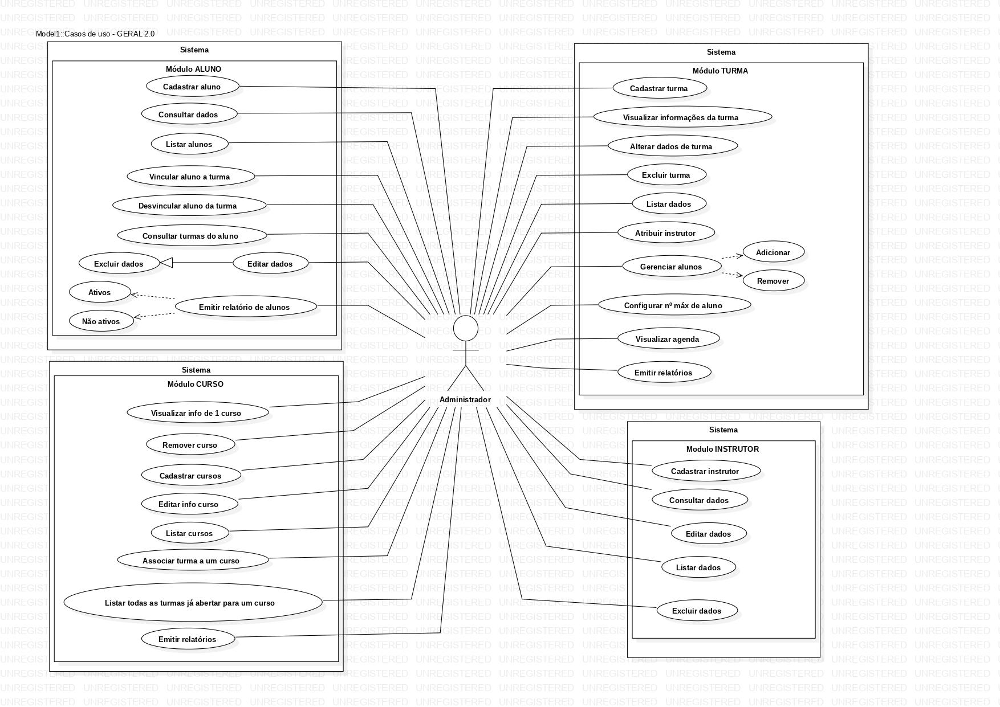 Model1::Casos de uso - GERAL 2.0
Sistema
Módulo ALUNO
Cadastrar aluno
Consultar dados
Listar alunos
Vincular aluno a turma
Desvincular aluno da turma
Consultar turmas do aluno
Excluir dados
Editar dados
Ativos
Emitir relatório de alunos
Não ativos
Sistema
Módulo TURMA
Cadastrar turma
Visualizar informações da turma
Alterar dados de turma
Excluir turma
Listar dados
Atribuir instrutor
Gerenciar alunos
Adicionar
Remover
Configurar nº máx de aluno
Visualizar agenda
Emitir relatórios
Administrador
Sistema
Módulo CURSO
Visualizar info de 1 curso
Remover curso
Cadastrar cursos
Editar info curso
Listar cursos
Associar turma a um curso
Listar todas as turmas já abertar para um curso
Emitir relatórios
Sistema
Modulo INSTRUTOR
Cadastrar instrutor
Consultar dados
Editar dados
Listar dados
Excluir dados
UNREGISTERED